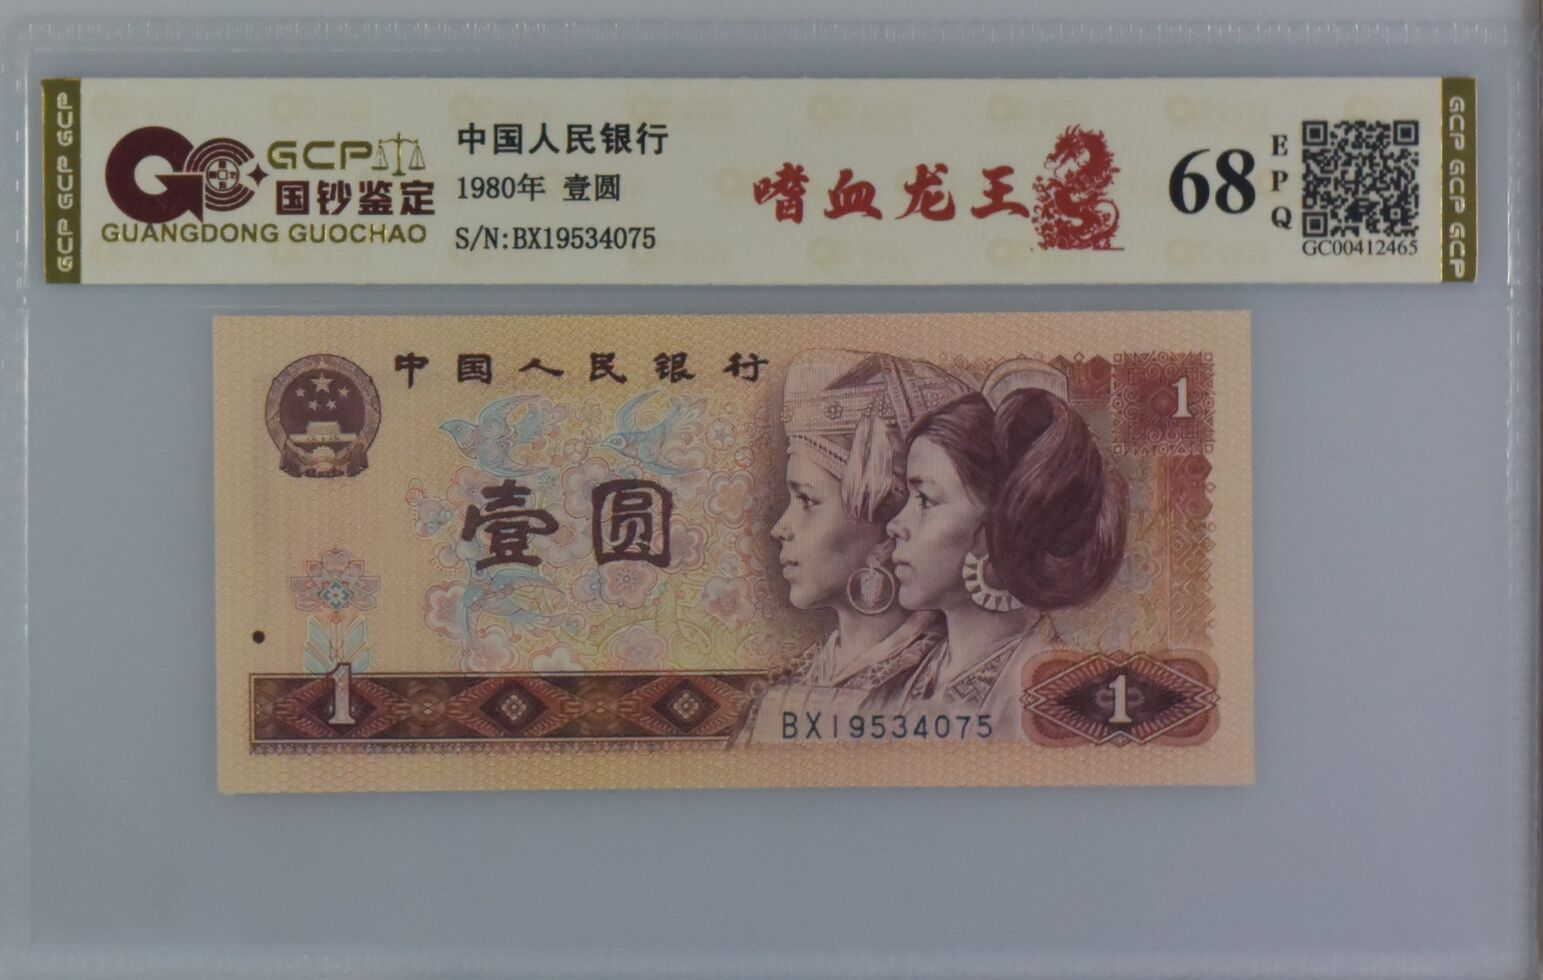 GCP GCP GCP
GCP
国钞鉴定
GUANGDONG GUOCHAO
中国人民银行
1980年 壹圆
S/N:BX19534075
嗜血龙王
68
EPQ
GC00412465
GCP GCP GCP
中国人民银行
1
壹圆
1
BX19534075
1